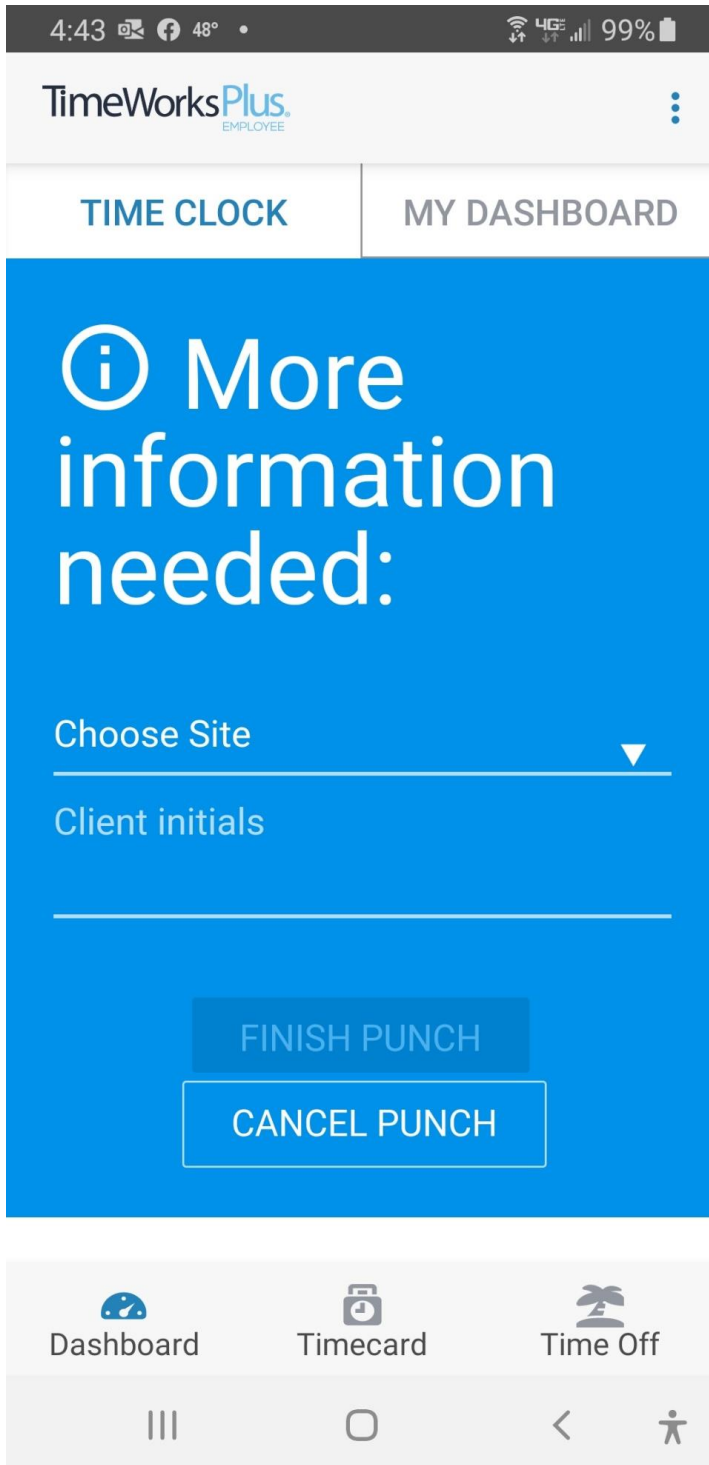 4:43 48° • 4GE 99%
TimeWorksPlus.
EMPLOYEE
TIME CLOCK MY DASHBOARD
More
information
needed:
Choose Site
Client initials
FINISH PUNCH
CANCEL PUNCH
Dashboard Timecard Time Off